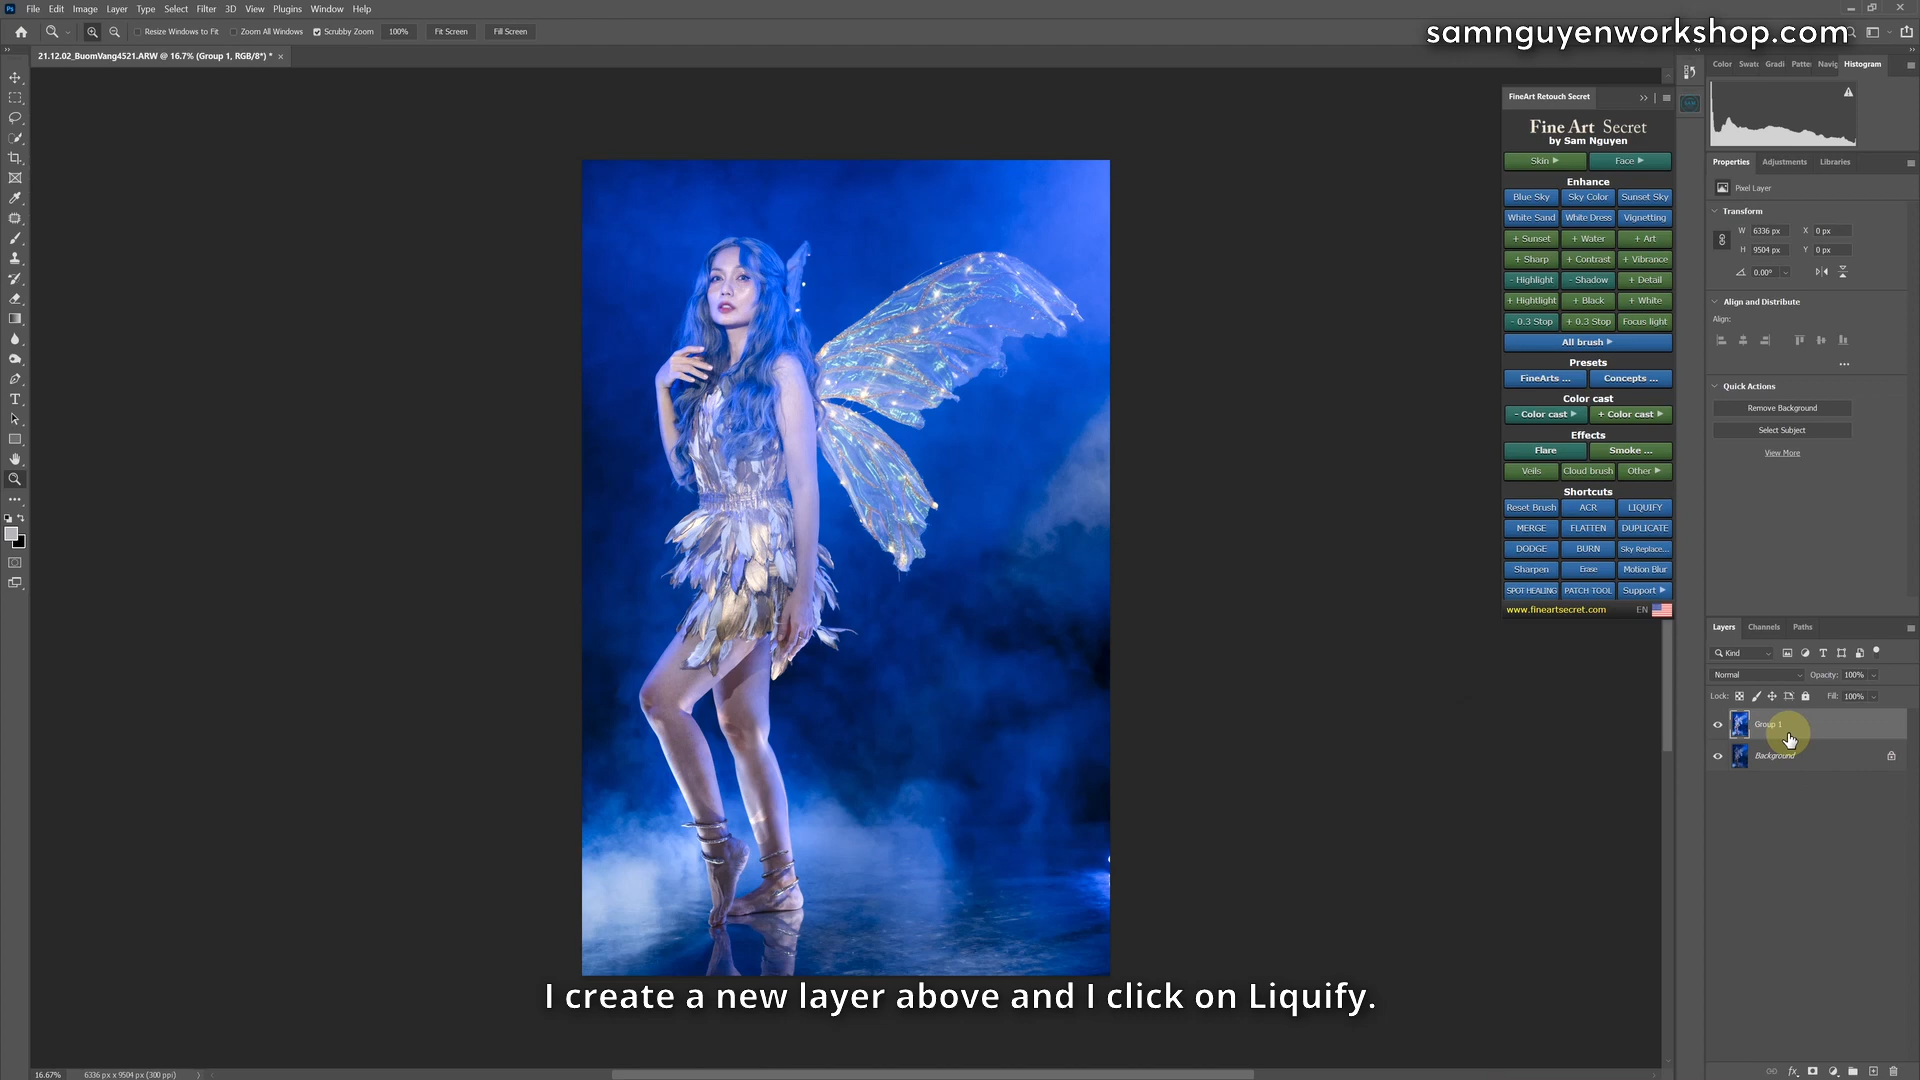 Ps File Edit Image Layer Type Select Filter 3D View Plugins Window Help
Resize Windows to Fit Zoom All Windows Scrubby Zoom 100% Fit Screen Fill Screen
samnguyenworkshop.com
21.12.02_BuomVang4521.ARW @ 16.7% (Group 1, RGB/8*) *
Color Swatc Gradi Patte Navig Histogram
FineArt Retouch Secret
Fine Art Secret
by Sam Nguyen
Skin Face
Enhance
Blue Sky Sky Color Sunset Sky
White Sand White Dress Vignetting
+ Sunset + Water + Art
+ Sharp + Contrast + Vibrance
- Highlight - Shadow + Detail
+ Hightlight + Black + White
- 0.3 Stop + 0.3 Stop Focus light
All brush
Presets
FineArts ... Concepts ...
Color cast
- Color cast + Color cast
Effects
Flare Smoke ...
Veils Cloud brush Other
Shortcuts
Reset Brush ACR LIQUIFY
MERGE FLATTEN DUPLICATE
DODGE BURN Sky Replace...
Sharpen Erase Motion Blur
SPOT HEALING PATCH TOOL Support
www.fineartsecret.com EN
Properties Adjustments Libraries
Pixel Layer
Transform
W 6336 px X 0 px
H 9504 px Y 0 px
0.00°
Align and Distribute
Align:
Quick Actions
Remove Background
Select Subject
View More
Layers Channels Paths
Kind
Normal Opacity: 100%
Lock: Fill: 100%
Group 1
Background
I create a new layer above and I click on Liquify.
16.67% 6336 px x 9504 px (300 ppi)